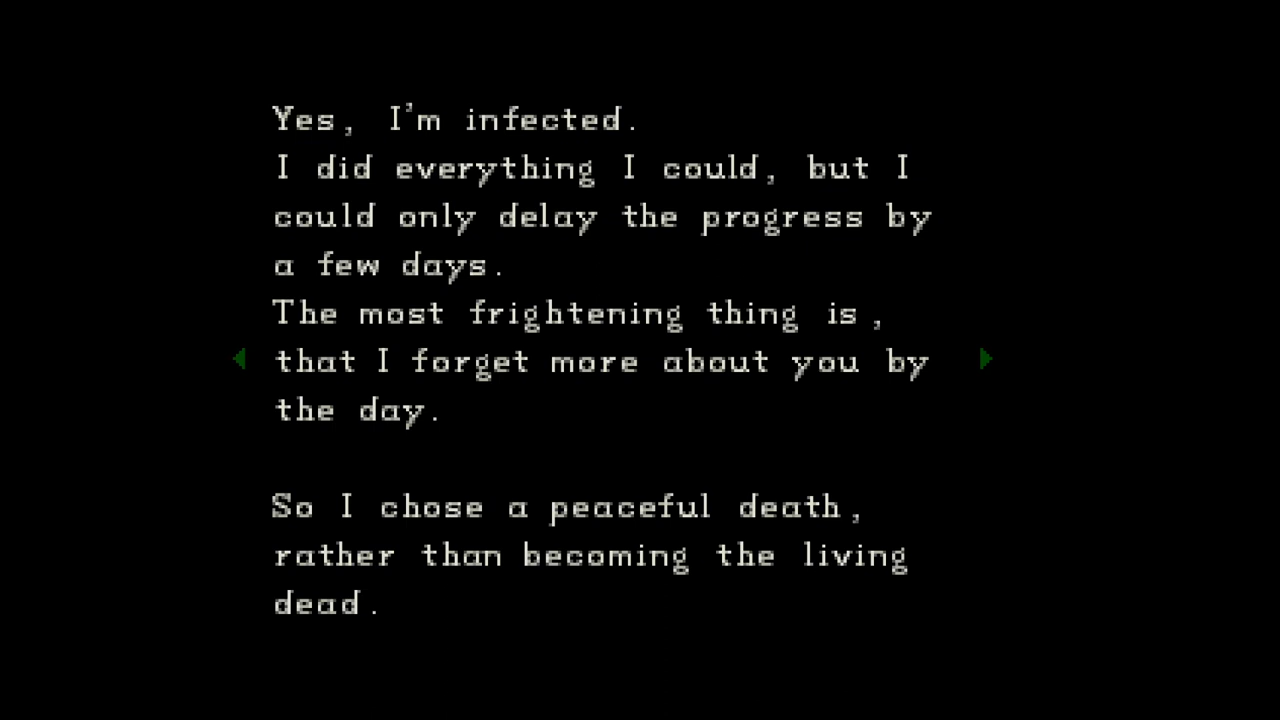 Yes, I'm infected.
I did everything I could, but I
could only delay the progress by
a few days.
The most frightening thing is,
that I forget more about you by
the day.
So I chose a peaceful death,
rather than becoming the living
dead.